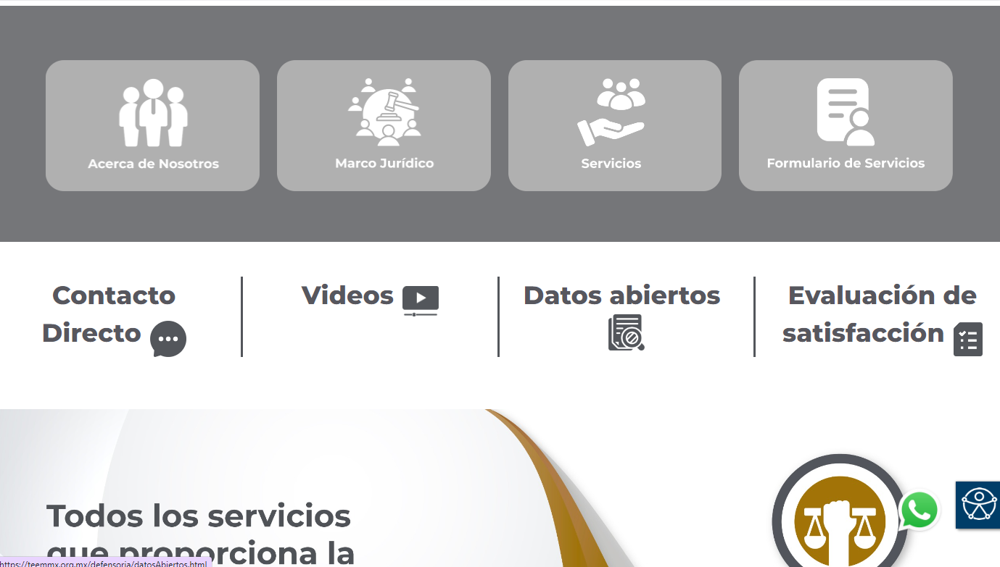 Acerca de Nosotros
Marco Jurídico
Servicios
Formulario de Servicios
Contacto
Directo
Videos
Datos abiertos
Evaluación de
satisfacción
Todos los servicios
que proporciona la
https://teemmx.org.mx/defensoria/datosAbiertos.html